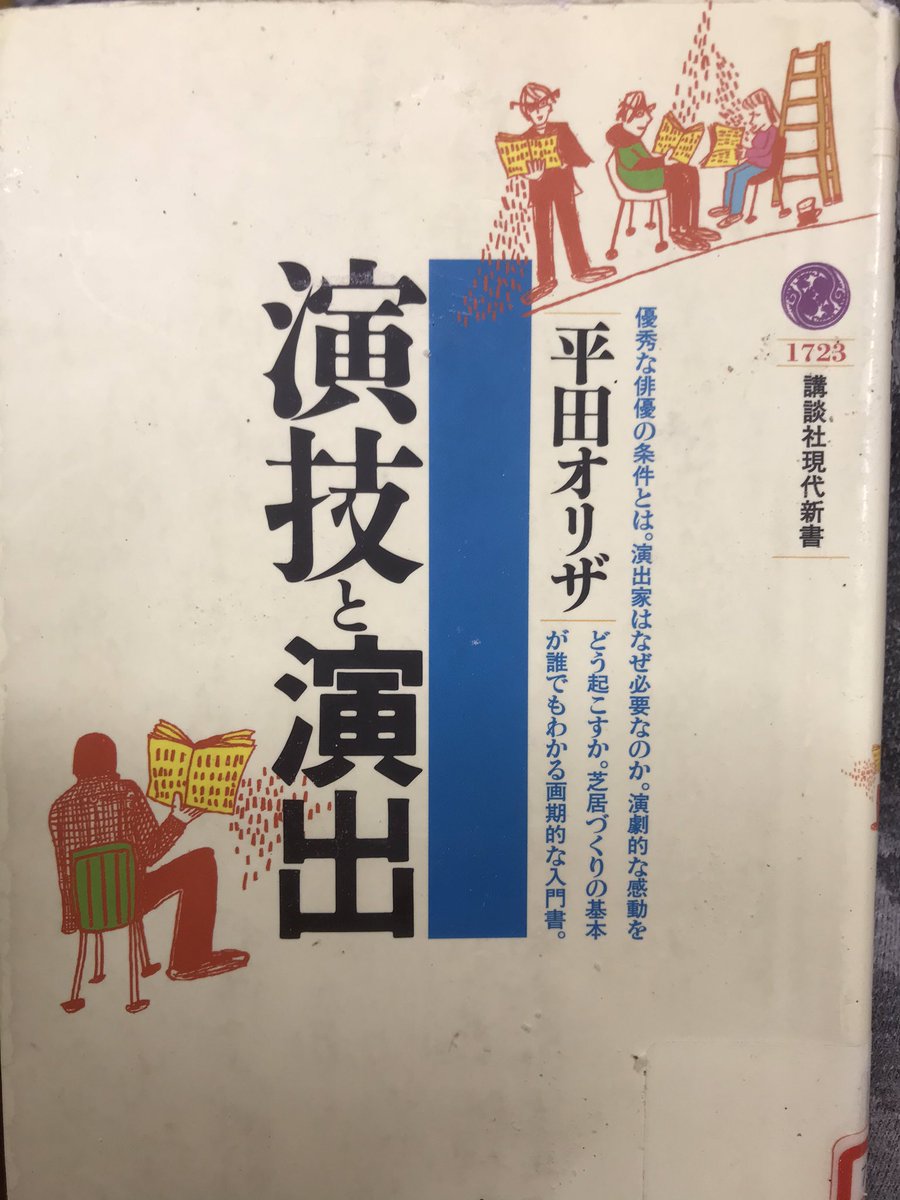 1723
講談社現代新書
優秀な俳優の条件とは。演出家はなぜ必要なのか。演劇的な感動を
どう起こすか。芝居づくりの基本
が誰でもわかる画期的な入門書。
平田オリザ
演技と演出